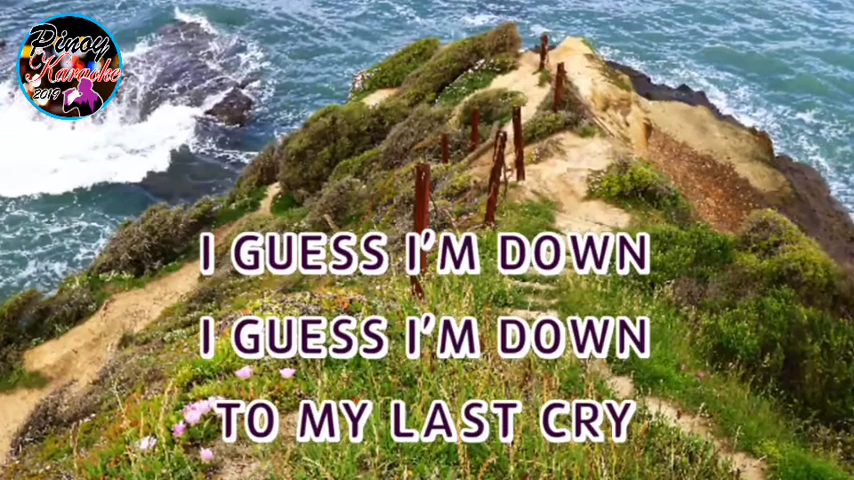 Pinoy
Karaoke
2019
I GUESS I'M DOWN
I GUESS I'M DOWN
TO MY LAST CRY